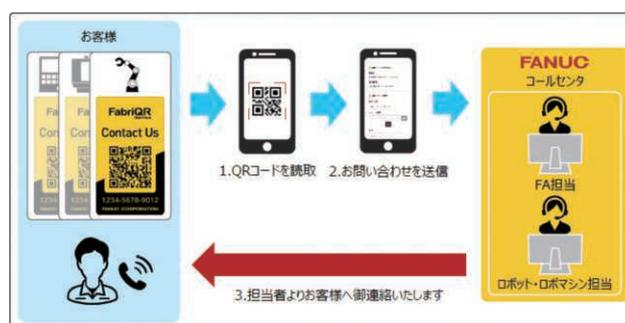 お客様
FabriQR
Contact Us
1234-5678-9012
FANUC CORPORATION
1.QRコードを読取
2.お問い合わせを送信
FANUC
コールセンタ
FA担当
ロボット・ロボマシン担当
3.担当者よりお客様へ御連絡いたします